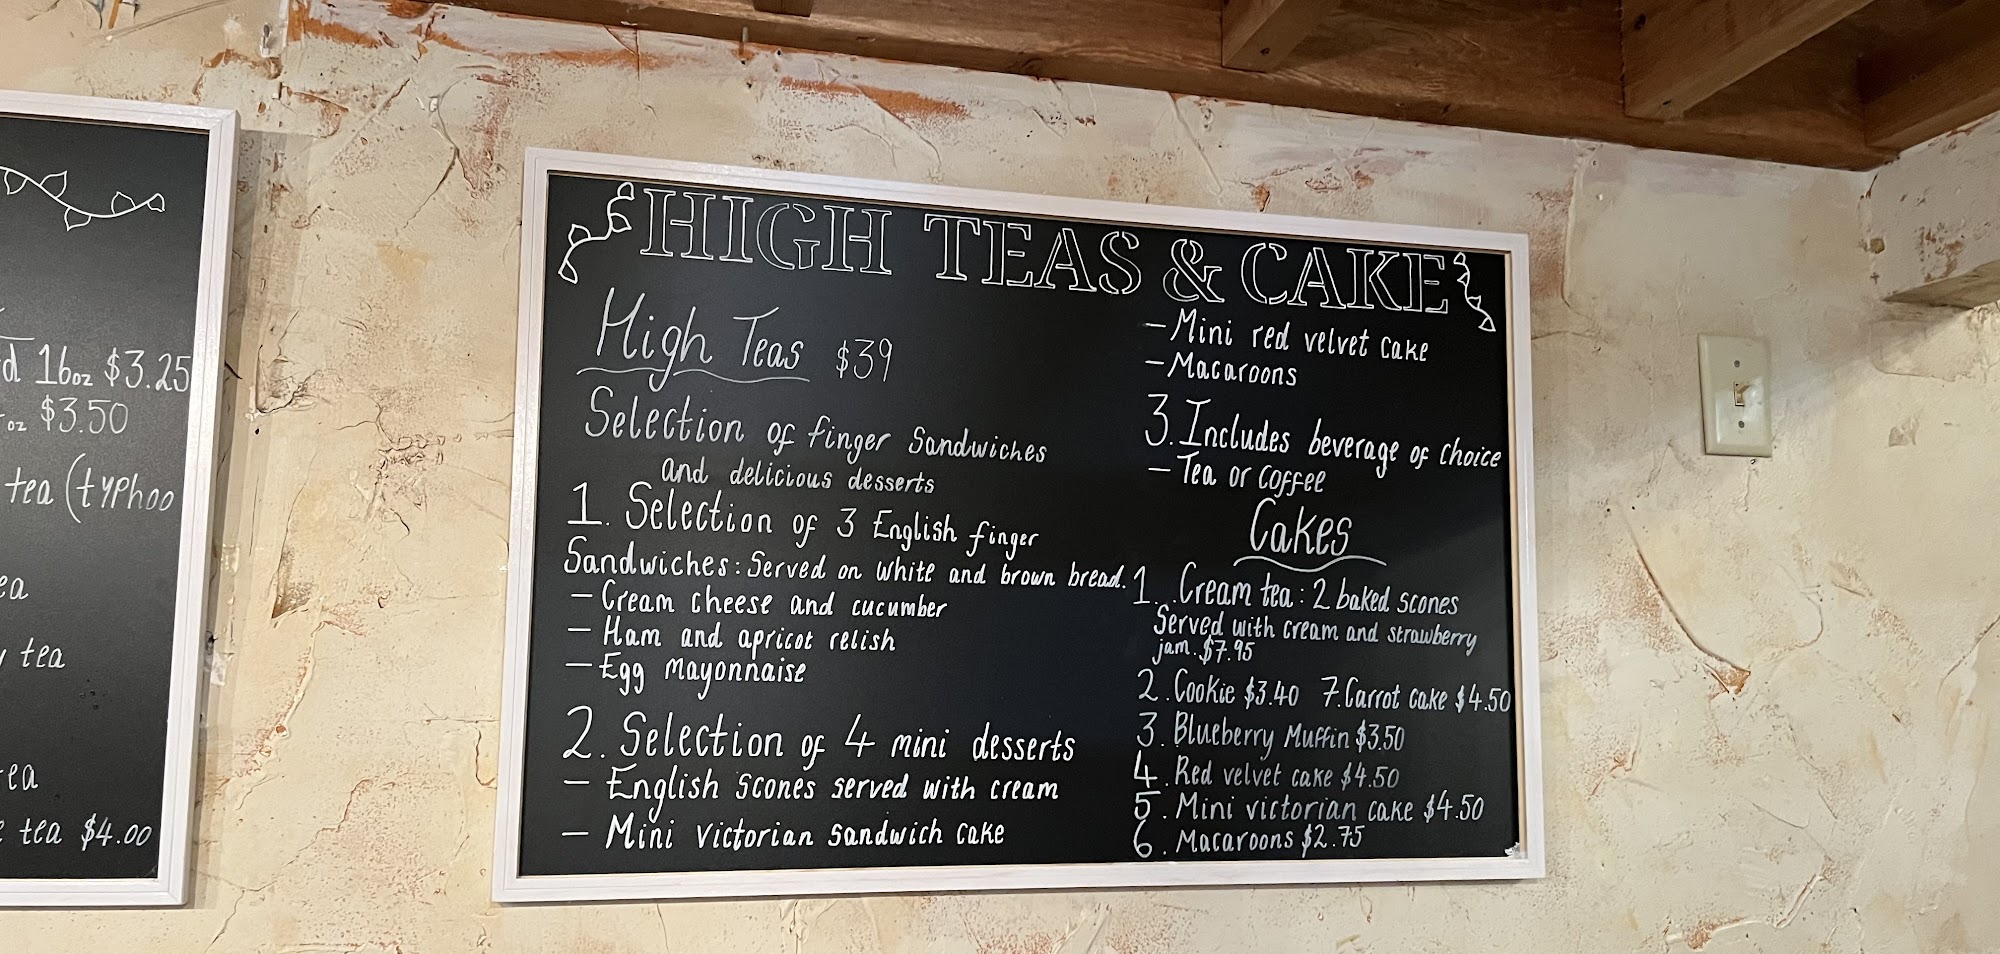 d 16oz $3.25
oz $3.50
tea (typhoo
tea
tea $4.00
HIGH TEAS & CAKE
High Teas $39
Selection of finger Sandwiches
and delicious desserts
1. Selection of 3 English finger
Sandwiches: Served on white and brown bread.
- Cream cheese and cucumber
- Ham and apricot relish
- Egg mayonnaise
2. Selection of 4 mini desserts
- English Scones served with cream
- Mini Victorian Sandwich cake
- Mini red velvet cake
- Macaroons
3. Includes beverage of choice
- Tea or Coffee
Cakes
1. Cream tea: 2 baked scones
Served with cream and strawberry
jam. $7.95
2. Cookie $3.40 7. Carrot cake $4.50
3. Blueberry Muffin $3.50
4. Red velvet cake $4.50
5. Mini victorian cake $4.50
6. Macaroons $2.75